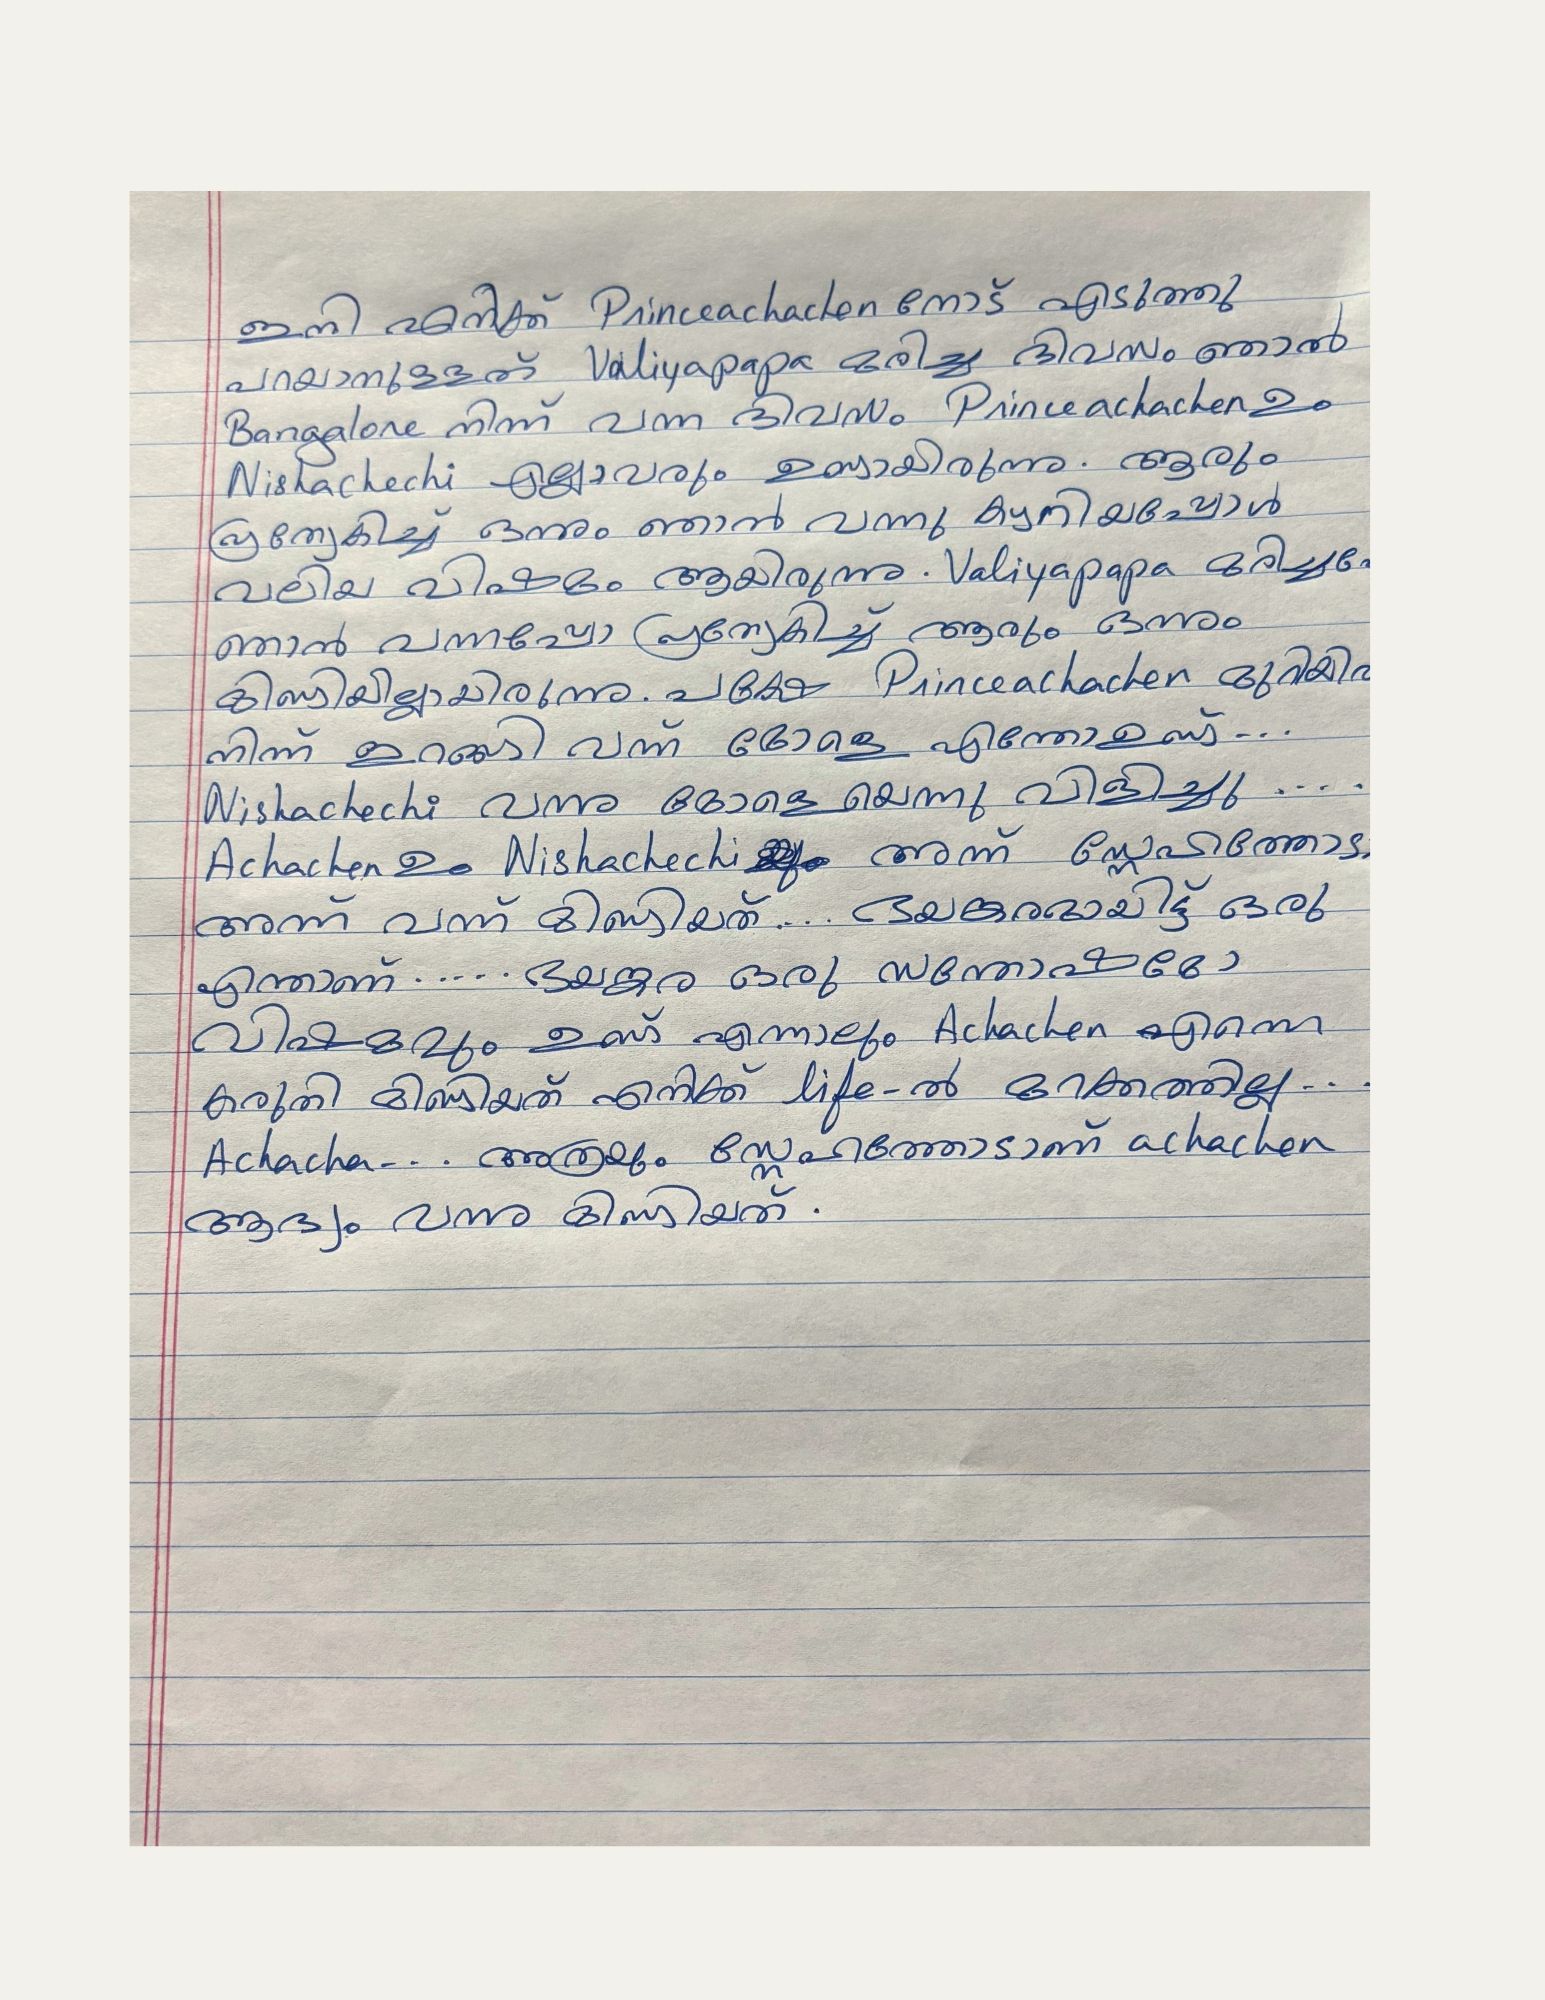 ഇനി എനിക്ക് Princeachachen നോട് എടുത്തു
പറയാനുള്ളത് Valiyapapa മരിച്ച ദിവസം ഞാൻ
Bangalore നിന്ന് വന്ന ദിവസം Princeachachen ഉം
Nishachechi എല്ലാവരും ഉണ്ടായിരുന്നു. ആരും
പ്രത്യേകിച്ച് ഒന്നും ഞാൻ വന്നു കഴിയപ്പോൾ
വലിയ വിഷമം ആയിരുന്നു. Valiyapapa
ഞാൻ വന്നപ്പോ പ്രത്യേകിച്ച് ആരും ഒന്നും
മിണ്ടിയില്ലായിരുന്നു. പക്ഷേ Princeachachen
നിന്ന് ഇറങ്ങി വന്ന് മോളെ എന്തോഉണ്ട്---
Nishachechi വന്നു മോളെ യെന്നു വിളിച്ചു ....
Achachen ഉം Nishachechi അന്ന്
അന്ന് വന്ന് മിണ്ടിയത്.... ഭയങ്കരമായിട്ട് ഒരു
എന്താണ്...... ഭയങ്കര ഒരു സന്തോഷമോ
വിഷമവും ഉണ്ട് എന്നാലും Achachen എന്നെ
കരുതി മിണ്ടിയത് എനിക്ക് life-ൽ മറക്കത്തില്ല---
Achacha--.. അത്രയും സ്നേഹത്തോടാണ് achachen
ആദ്യം വന്നു മിണ്ടിയത്.